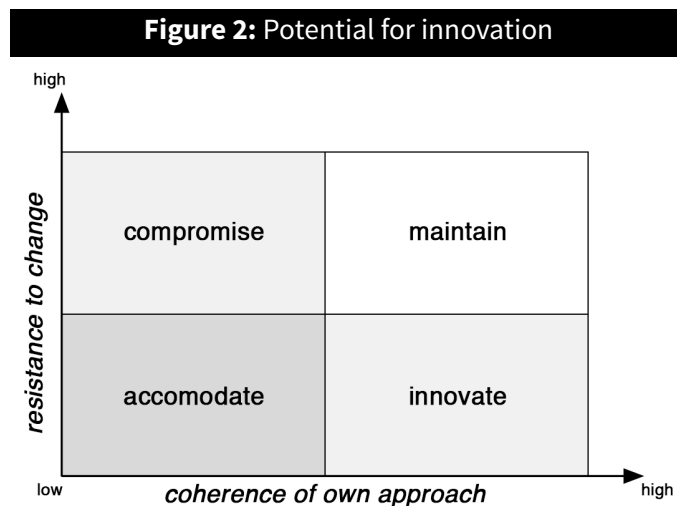 Figure 2: Potential for innovation
high
resistance to change
compromise
maintain
accomodate
innovate
low
coherence of own approach
high